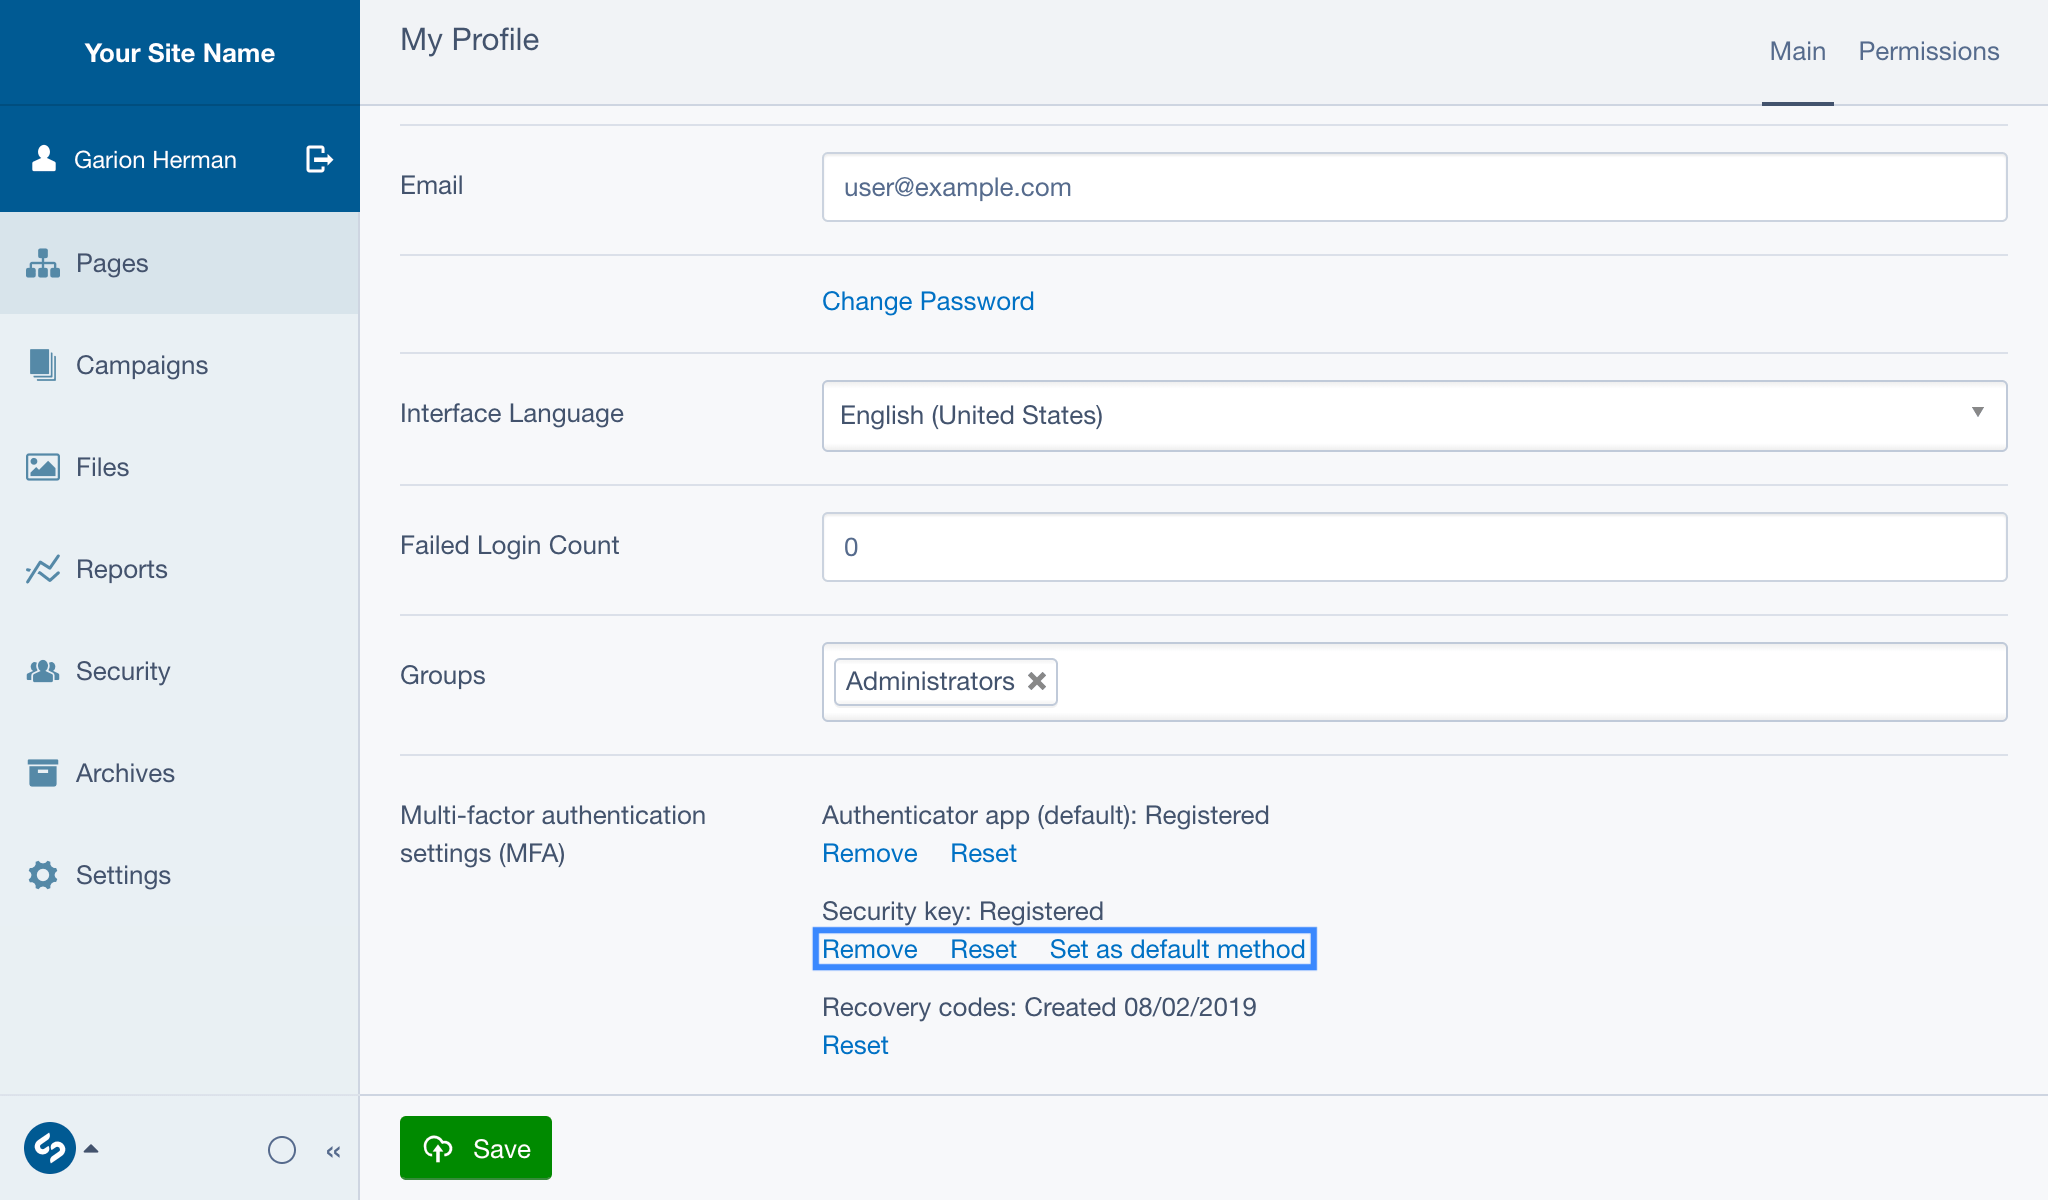 Your Site Name
Garion Herman
Pages
Campaigns
Files
Reports
Security
Archives
Settings
«
My Profile
Main Permissions
Email
user@example.com
Change Password
Interface Language
English (United States)
Failed Login Count
0
Groups
Administrators
Multi-factor authentication
settings (MFA)
Authenticator app (default): Registered
Remove Reset
Security key: Registered
Remove Reset Set as default method
Recovery codes: Created 08/02/2019
Reset
Save